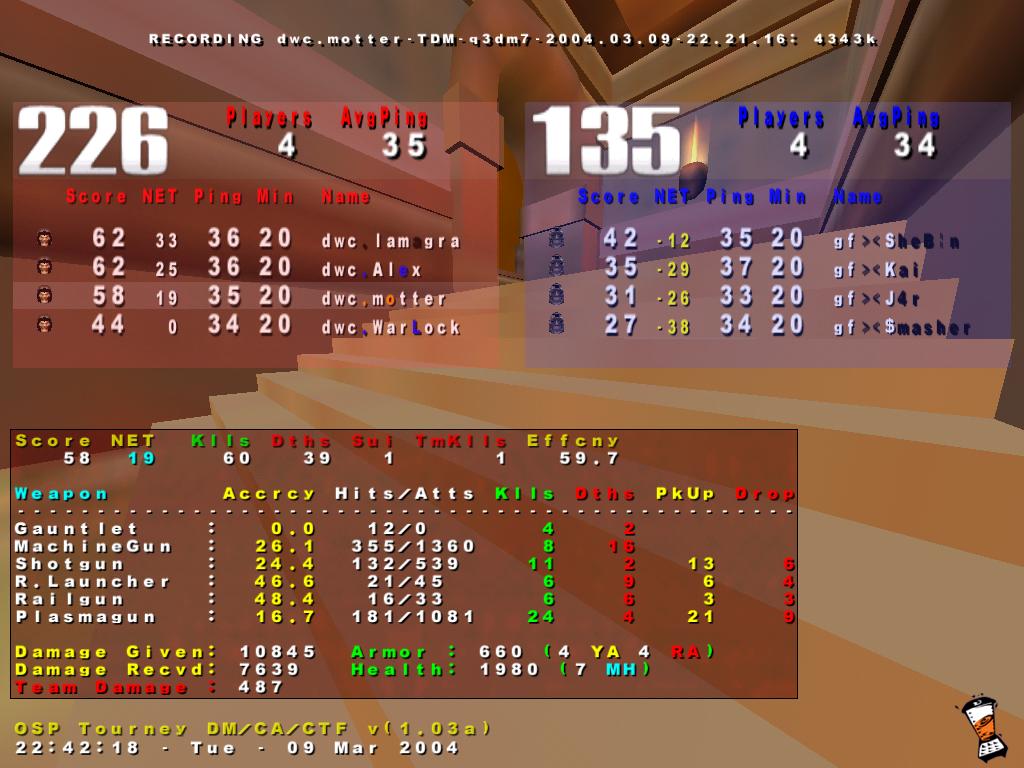 RECORDING dwc.motter-TDM-q3dm7-2004.03.09-22.21.16: 4343k
226 Players AvgPing
4 35
Score NET Ping Min Name
62 33 36 20 dwc.lamagra
62 25 36 20 dwc.Alex
58 19 35 20 dwc.motter
44 0 34 20 dwc.WarLock
135 Players AvgPing
4 34
Score NET Ping Min Name
42 -12 35 20 gf><SheBin
35 -29 37 20 gf><Kai
31 -26 33 20 gf><J4r
27 -38 34 20 gf><$masher
Score NET Klls Dths Sui TmKlls Effcny
58 19 60 39 1 1 59.7
Weapon Accrcy Hits/Atts Klls Dths PkUp Drop
Gauntlet : 0.0 12/0 4 2
MachineGun : 26.1 355/1360 8 16
Shotgun : 24.4 132/539 11 2 13 6
R.Launcher : 46.6 21/45 6 9 6 4
Railgun : 48.4 16/33 6 6 3 3
Plasmagun : 16.7 181/1081 24 4 21 9
Damage Given: 10845 Armor : 660 (4 YA 4 RA)
Damage Recvd: 7639 Health: 1980 (7 MH)
Team Damage : 487
OSP Tourney DM/CA/CTF v(1.03a)
22:42:18 - Tue - 09 Mar 2004